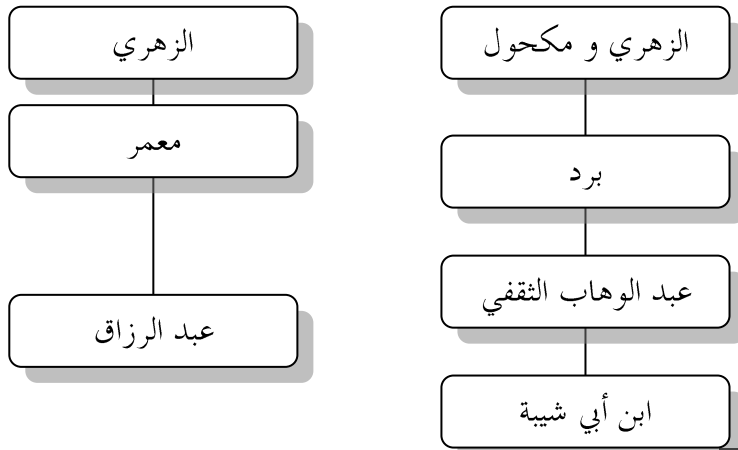 الزهري و مكحول
برد
عبد الوهاب الثقفي
ابن أبي شيبة
الزهري
معمر
عبد الرزاق